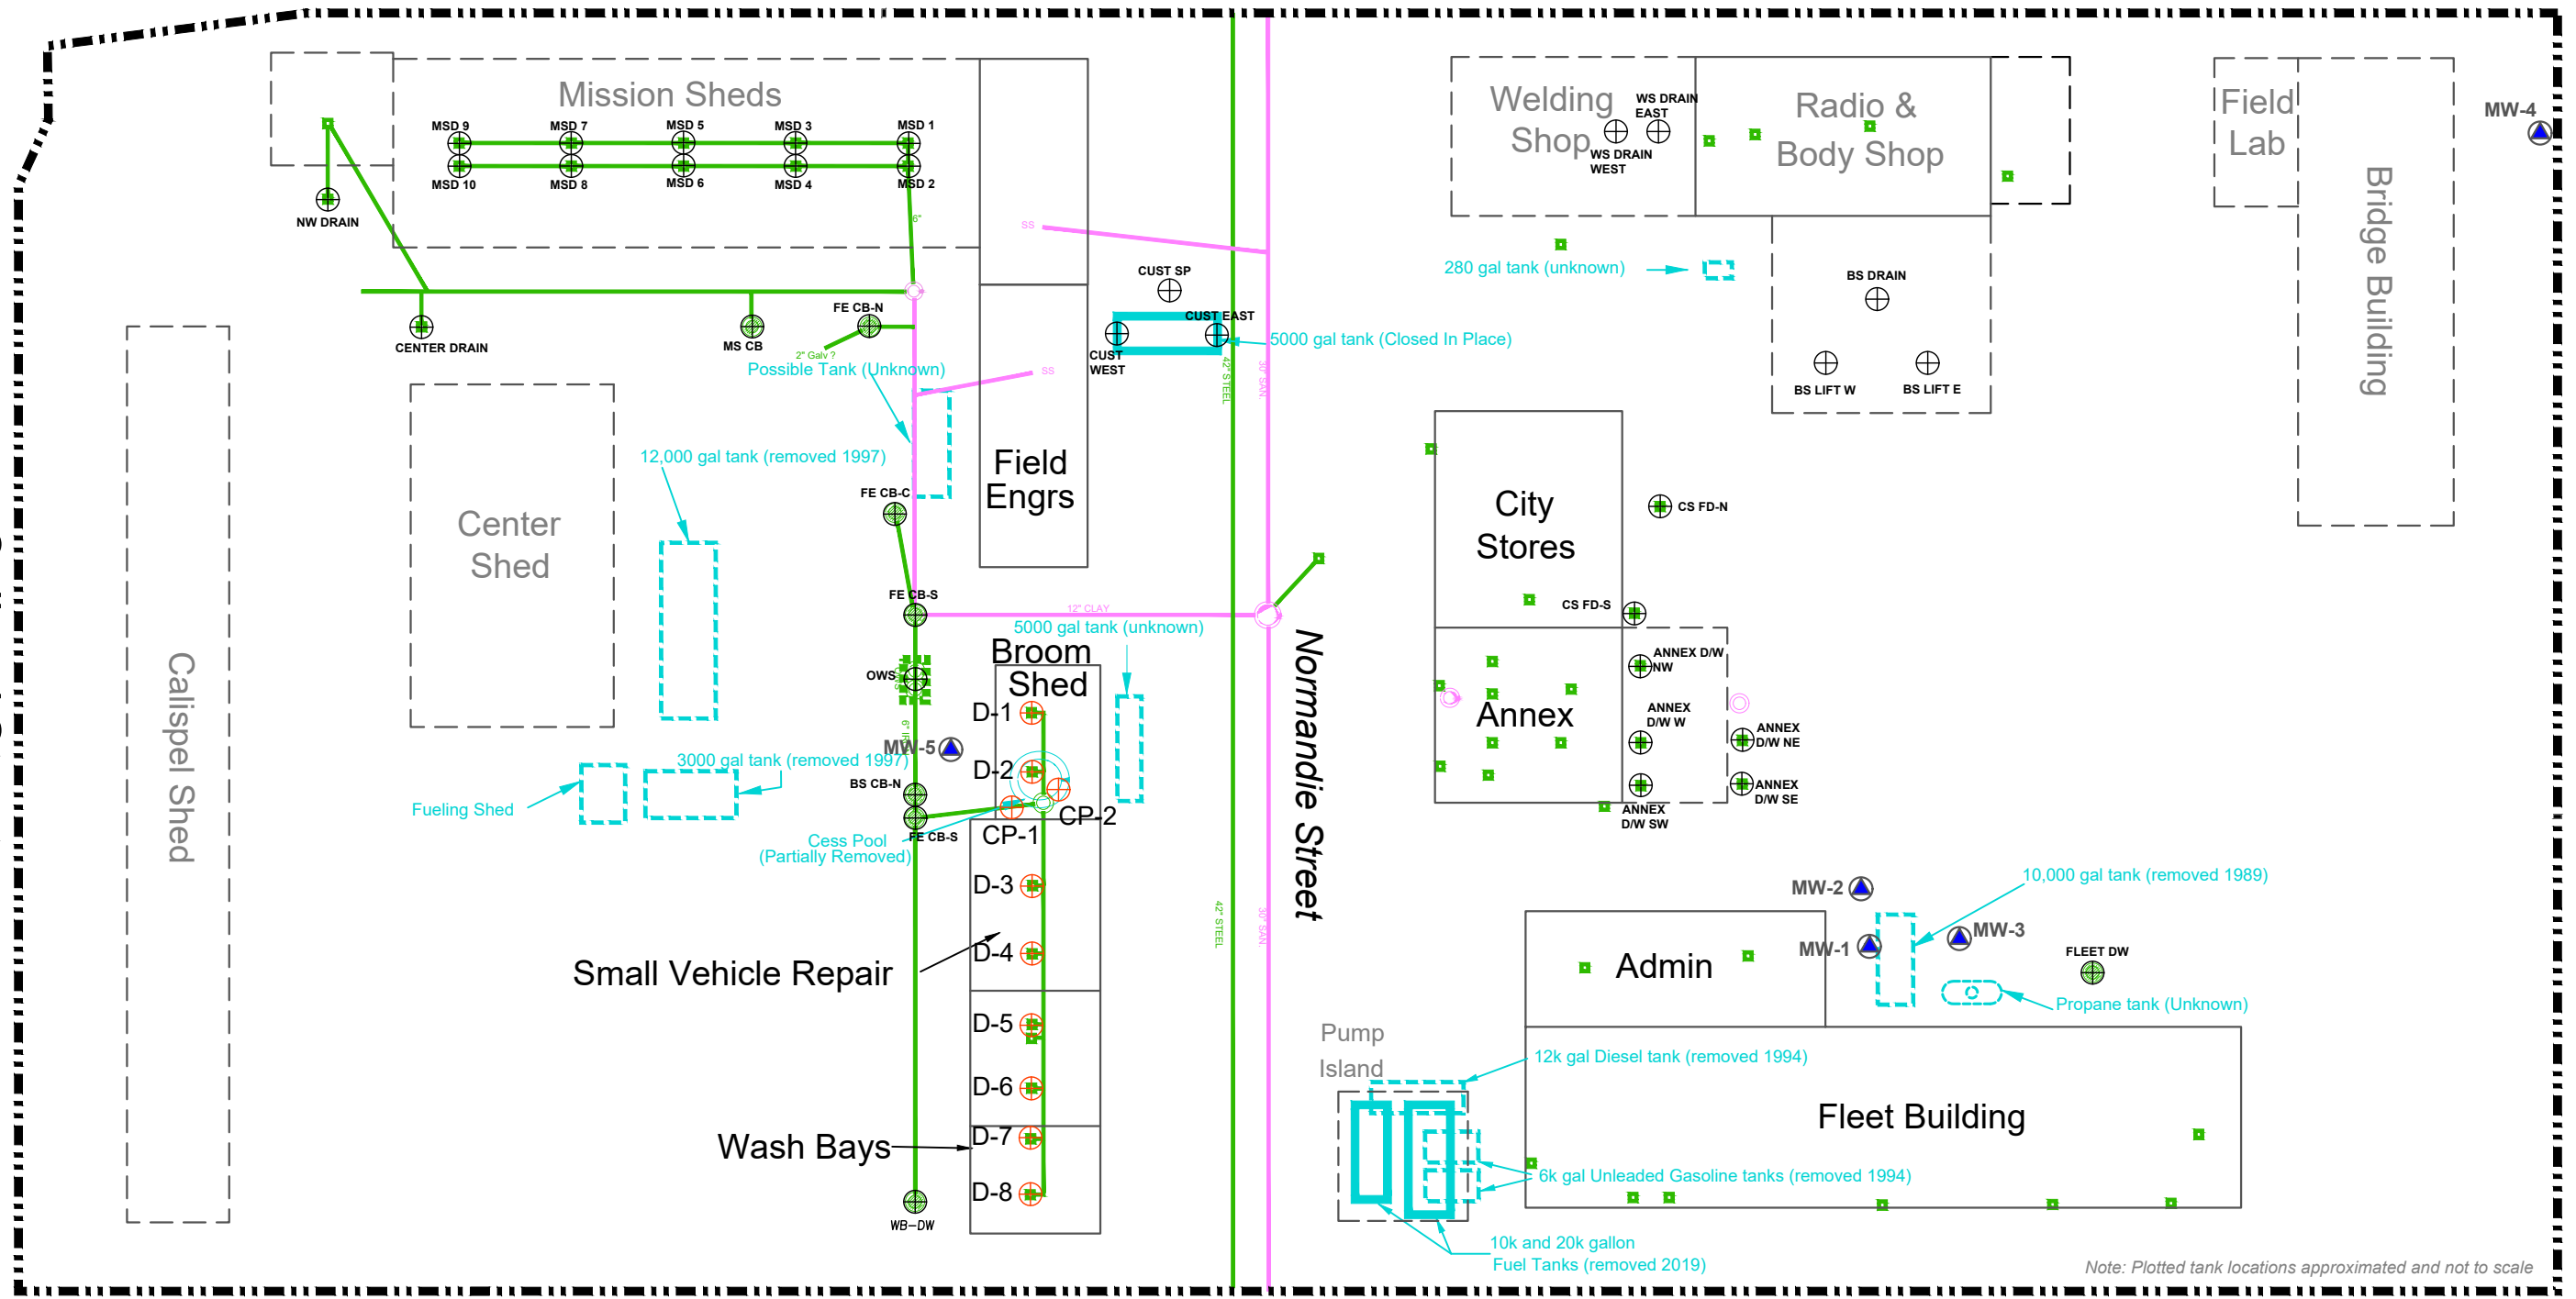 Mission Sheds
MSD 9
MSD 7
MSD 5
MSD 3
MSD 1
MSD 10
MSD 8
MSD 6
MSD 4
MSD 2
NW DRAIN
6"
SS
CENTER DRAIN
MS CB
FE CB-N
2" Galv ?
Possible Tank (Unknown)
SS
CUST SP
CUST EAST
CUST
WEST
5000 gal tank (Closed In Place)
42" STEEL
30" SAN.
Welding
Shop
WS DRAIN
EAST
WS DRAIN
WEST
Radio &
Body Shop
280 gal tank (unknown)
BS DRAIN
BS LIFT W
BS LIFT E
Field
Lab
Bridge Building
MW-4
12,000 gal tank (removed 1997)
Center
Shed
Calispel Shed
FE CB-C
Field
Engrs
FE CB-S
12" CLAY
5000 gal tank (unknown)
Broom
Shed
OWS
D-1
6"
MW-5
D-2
3000 gal tank (removed 1997)
Fueling Shed
BS CB-N
FE CB-S
CP-1
CP-2
Cess Pool
(Partially Removed)
D-3
D-4
Small Vehicle Repair
D-5
D-6
Wash Bays
D-7
D-8
WB-DW
Normandie Street
42" STEEL
30" SAN.
City
Stores
CS FD-N
CS FD-S
Annex
ANNEX D/W
NW
ANNEX
D/W W
ANNEX
D/W NE
ANNEX
D/W SE
ANNEX
D/W SW
MW-2
10,000 gal tank (removed 1989)
MW-1
MW-3
FLEET DW
Admin
Propane tank (Unknown)
Pump
Island
12k gal Diesel tank (removed 1994)
Fleet Building
6k gal Unleaded Gasoline tanks (removed 1994)
10k and 20k gallon
Fuel Tanks (removed 2019)
Note: Plotted tank locations approximated and not to scale